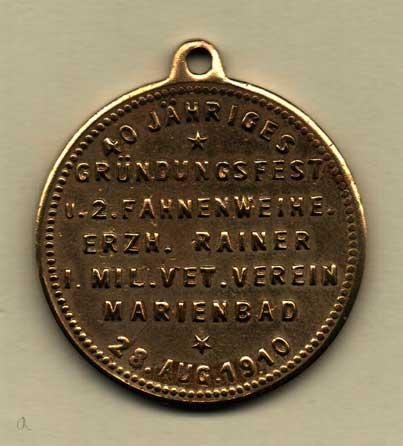 40 JÄHRIGES
★
GRÜNDUNGSFEST
U. 2. FAHNENWEIHE.
ERZH. RAINER
I. MIL. VET. VEREIN
MARIENBAD
★
28. AUG. 1910
a